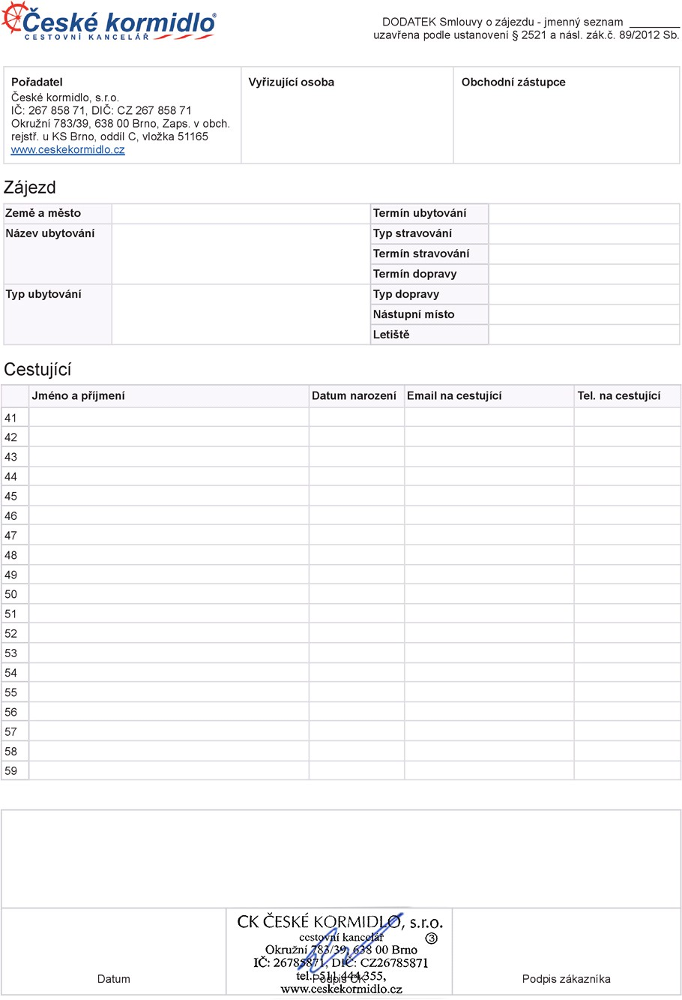 České kormidlo®
CESTOVNÍ KANCELÁŘ
DODATEK Smlouvy o zájezdu - jmenný seznam ________
uzavřena podle ustanovení § 2521 a násl. zák.č. 89/2012 Sb.
Pořadatel
České kormidlo, s.r.o.
IČ: 267 858 71, DIČ: CZ 267 858 71
Okružní 783/39, 638 00 Brno, Zaps. v obch.
rejstř. u KS Brno, oddíl C, vložka 51165
www.ceskekormidlo.cz
Vyřizující osoba
Obchodní zástupce
Zájezd
Země a město
Název ubytování
Typ ubytování
Termín ubytování
Typ stravování
Termín stravování
Termín dopravy
Typ dopravy
Nástupní místo
Letiště
Cestující
Jméno a příjmení Datum narození Email na cestující Tel. na cestující
41
42
43
44
45
46
47
48
49
50
51
52
53
54
55
56
57
58
59
Datum
CK ČESKÉ KORMIDLO, s.r.o.
cestovní kancelář ③
Okružní 783/39, 638 00 Brno
IČ: 26785871, DIČ: CZ26785871
tel.: 511 444 355,
Podpis CK
www.ceskekormidlo.cz
Podpis zákazníka